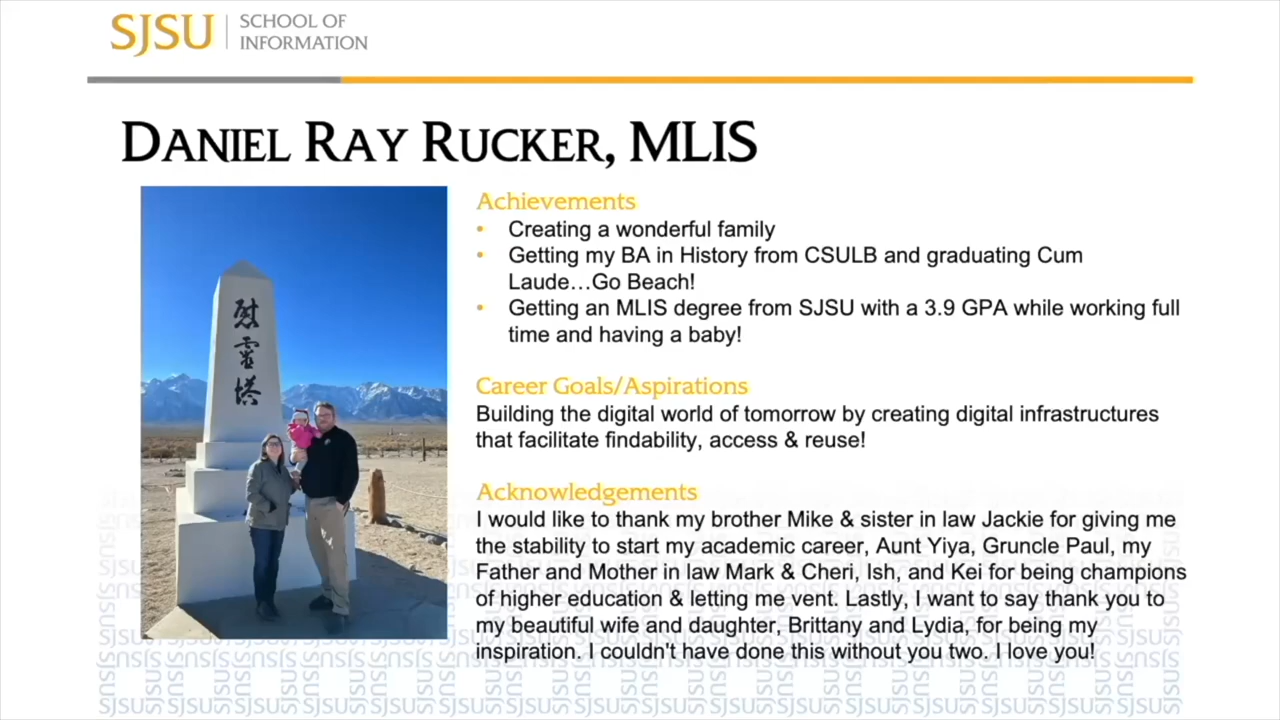 SJSU
SCHOOL OF
INFORMATION
DANIEL RAY RUCKER, MLIS
慰
霊
塔
Achievements
• Creating a wonderful family
• Getting my BA in History from CSULB and graduating Cum
Laude…Go Beach!
• Getting an MLIS degree from SJSU with a 3.9 GPA while working full
time and having a baby!
Career Goals/Aspirations
Building the digital world of tomorrow by creating digital infrastructures
that facilitate findability, access & reuse!
Acknowledgements
I would like to thank my brother Mike & sister in law Jackie for giving me
the stability to start my academic career, Aunt Yiya, Gruncle Paul, my
Father and Mother in law Mark & Cheri, Ish, and Kei for being champions
of higher education & letting me vent. Lastly, I want to say thank you to
my beautiful wife and daughter, Brittany and Lydia, for being my
inspiration. I couldn't have done this without you two. I love you!